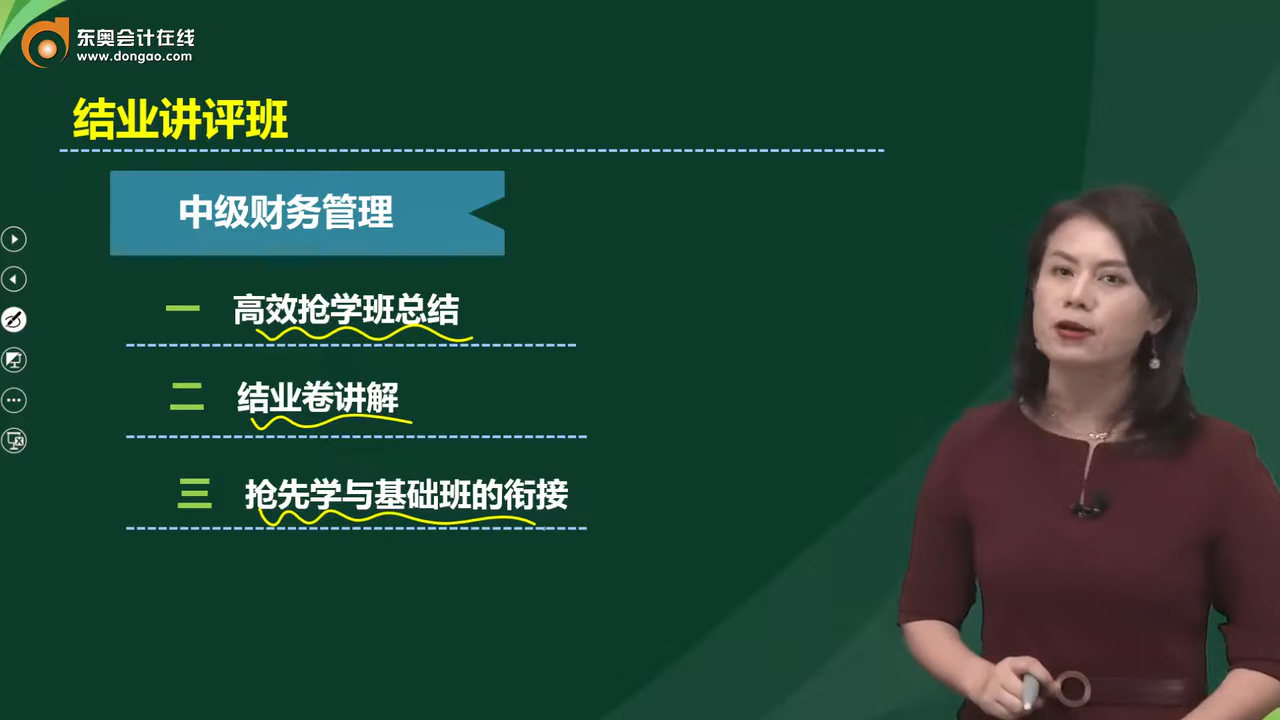 东奥会计在线
www.dongao.com
结业讲评班
中级财务管理
一 高效抢学班总结
二 结业卷讲解
三 抢先学与基础班的衔接